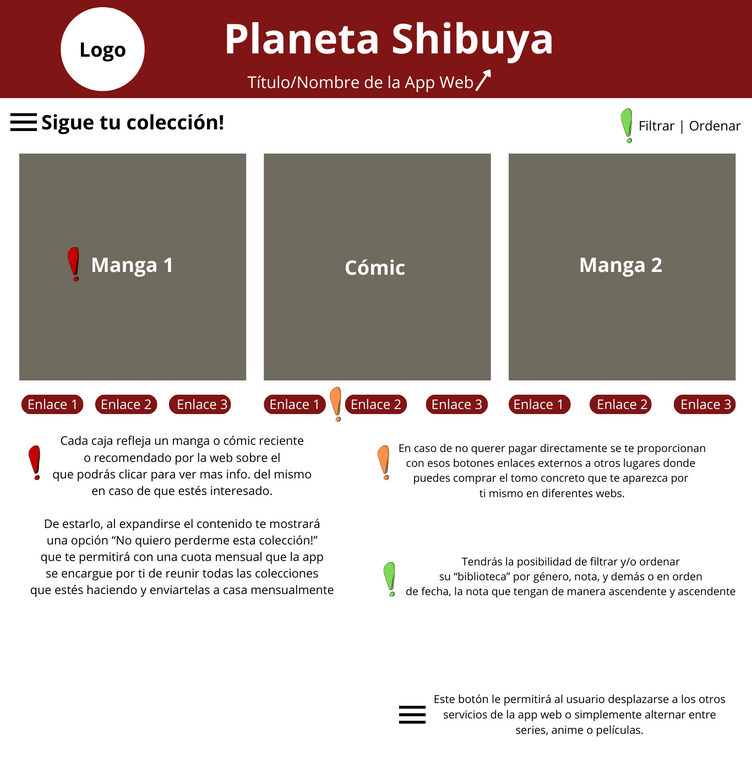 Logo
Planeta Shibuya
Título/Nombre de la App Web
Sigue tu colección!
Filtrar | Ordenar
Manga 1
Cómic
Manga 2
Enlace 1 Enlace 2 Enlace 3
Enlace 1 Enlace 2 Enlace 3
Enlace 1 Enlace 2 Enlace 3
Cada caja refleja un manga o cómic reciente
o recomendado por la web sobre el
que podrás clicar para ver mas info. del mismo
en caso de que estés interesado.
De estarlo, al expandirse el contenido te mostrará
una opción “No quiero perderme esta colección!”
que te permitirá con una cuota mensual que la app
se encargue por ti de reunir todas las colecciones
que estés haciendo y enviartelas a casa mensualmente
En caso de no querer pagar directamente se te proporcionan
con esos botones enlaces externos a otros lugares donde
puedes comprar el tomo concreto que te aparezca por
ti mismo en diferentes webs.
Tendrás la posibilidad de filtrar y/o ordenar
su “biblioteca” por género, nota, y demás o en orden
de fecha, la nota que tengan de manera ascendente y ascendente
Este botón le permitirá al usuario desplazarse a los otros
servicios de la app web o simplemente alternar entre
series, anime o películas.